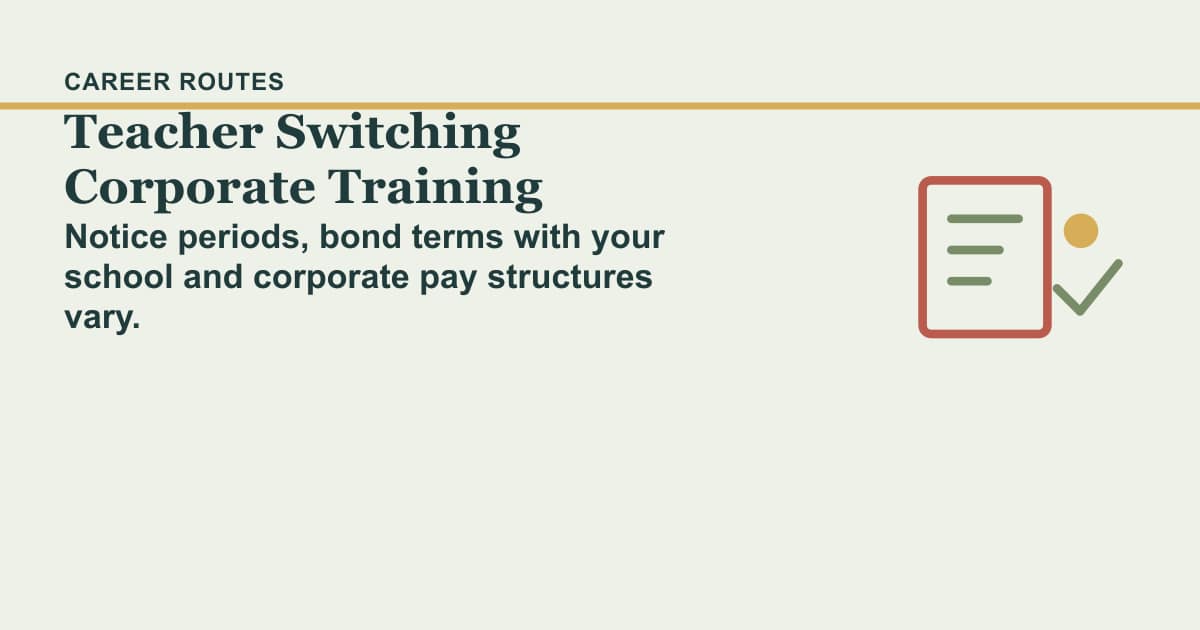 CAREER ROUTES
Teacher Switching
Corporate Training
Notice periods, bond terms with your
school and corporate pay structures
vary.